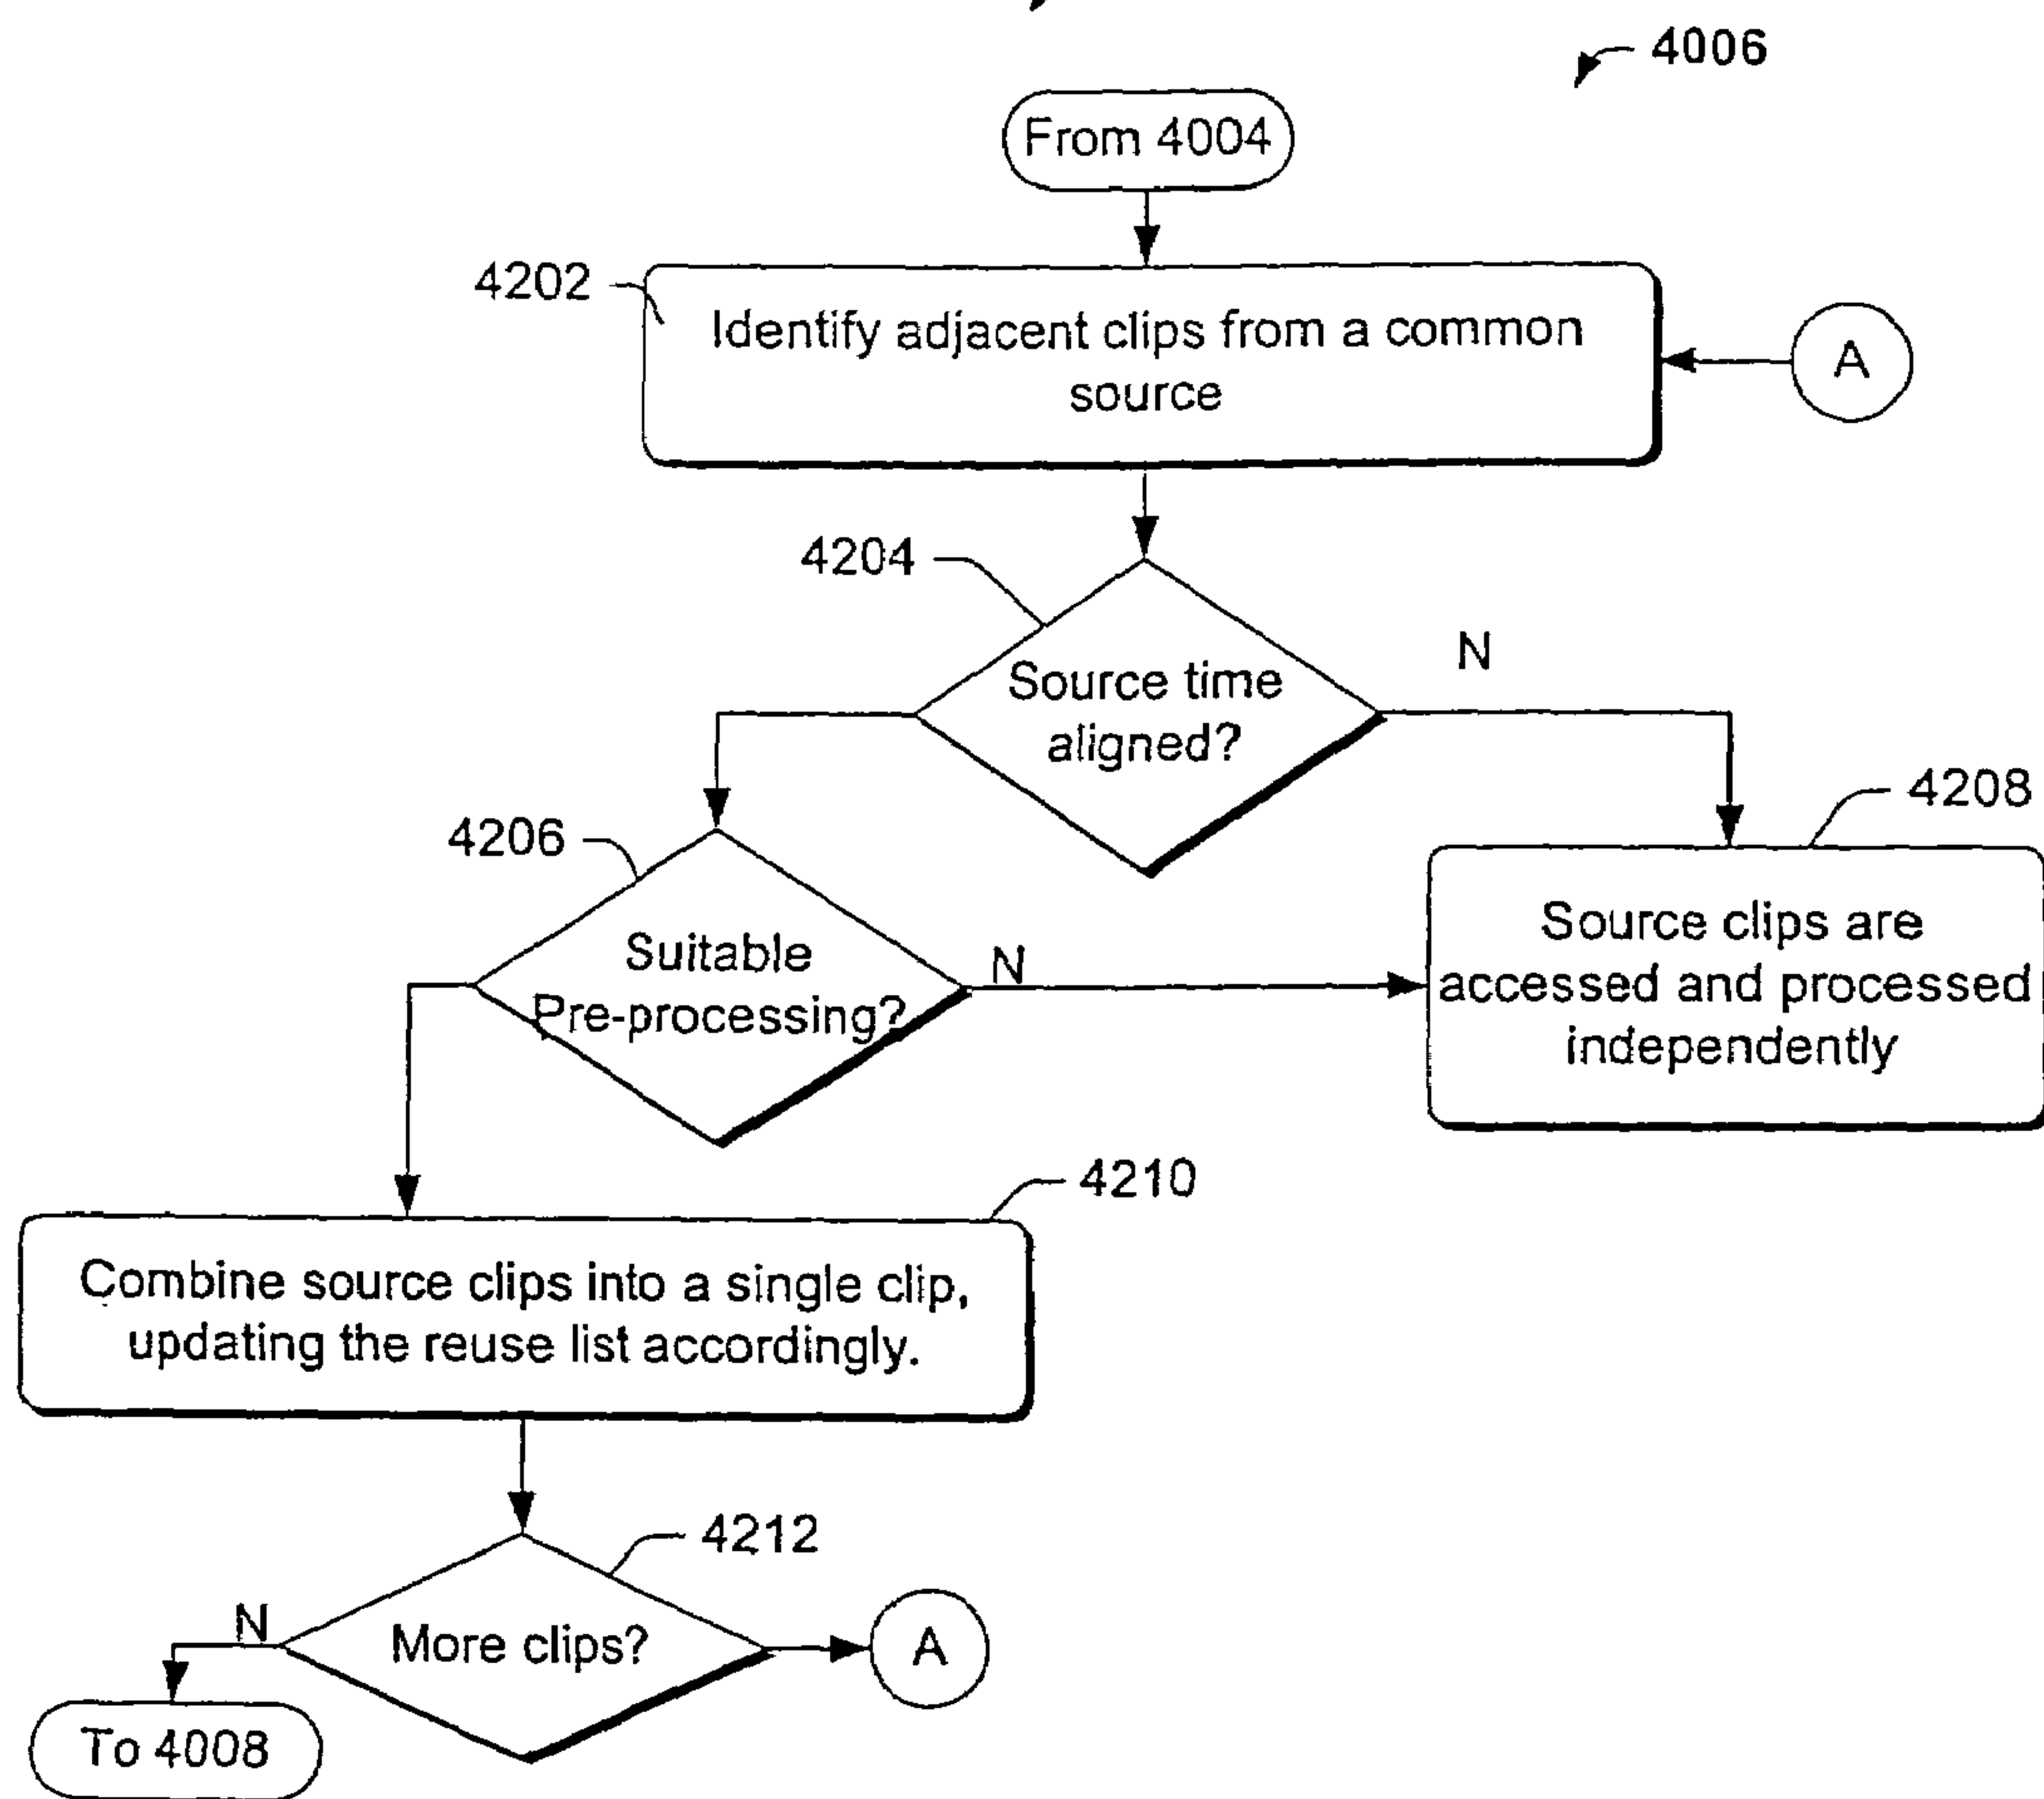 4006
From 4004
4202
Identify adjacent clips from a common
source
A
4204
Source time
aligned?
N
4206
Suitable
Pre-processing?
N
4208
Source clips are
accessed and processed
independently
4210
Combine source clips into a single clip,
updating the reuse list accordingly.
4212
More clips?
N
A
To 4008